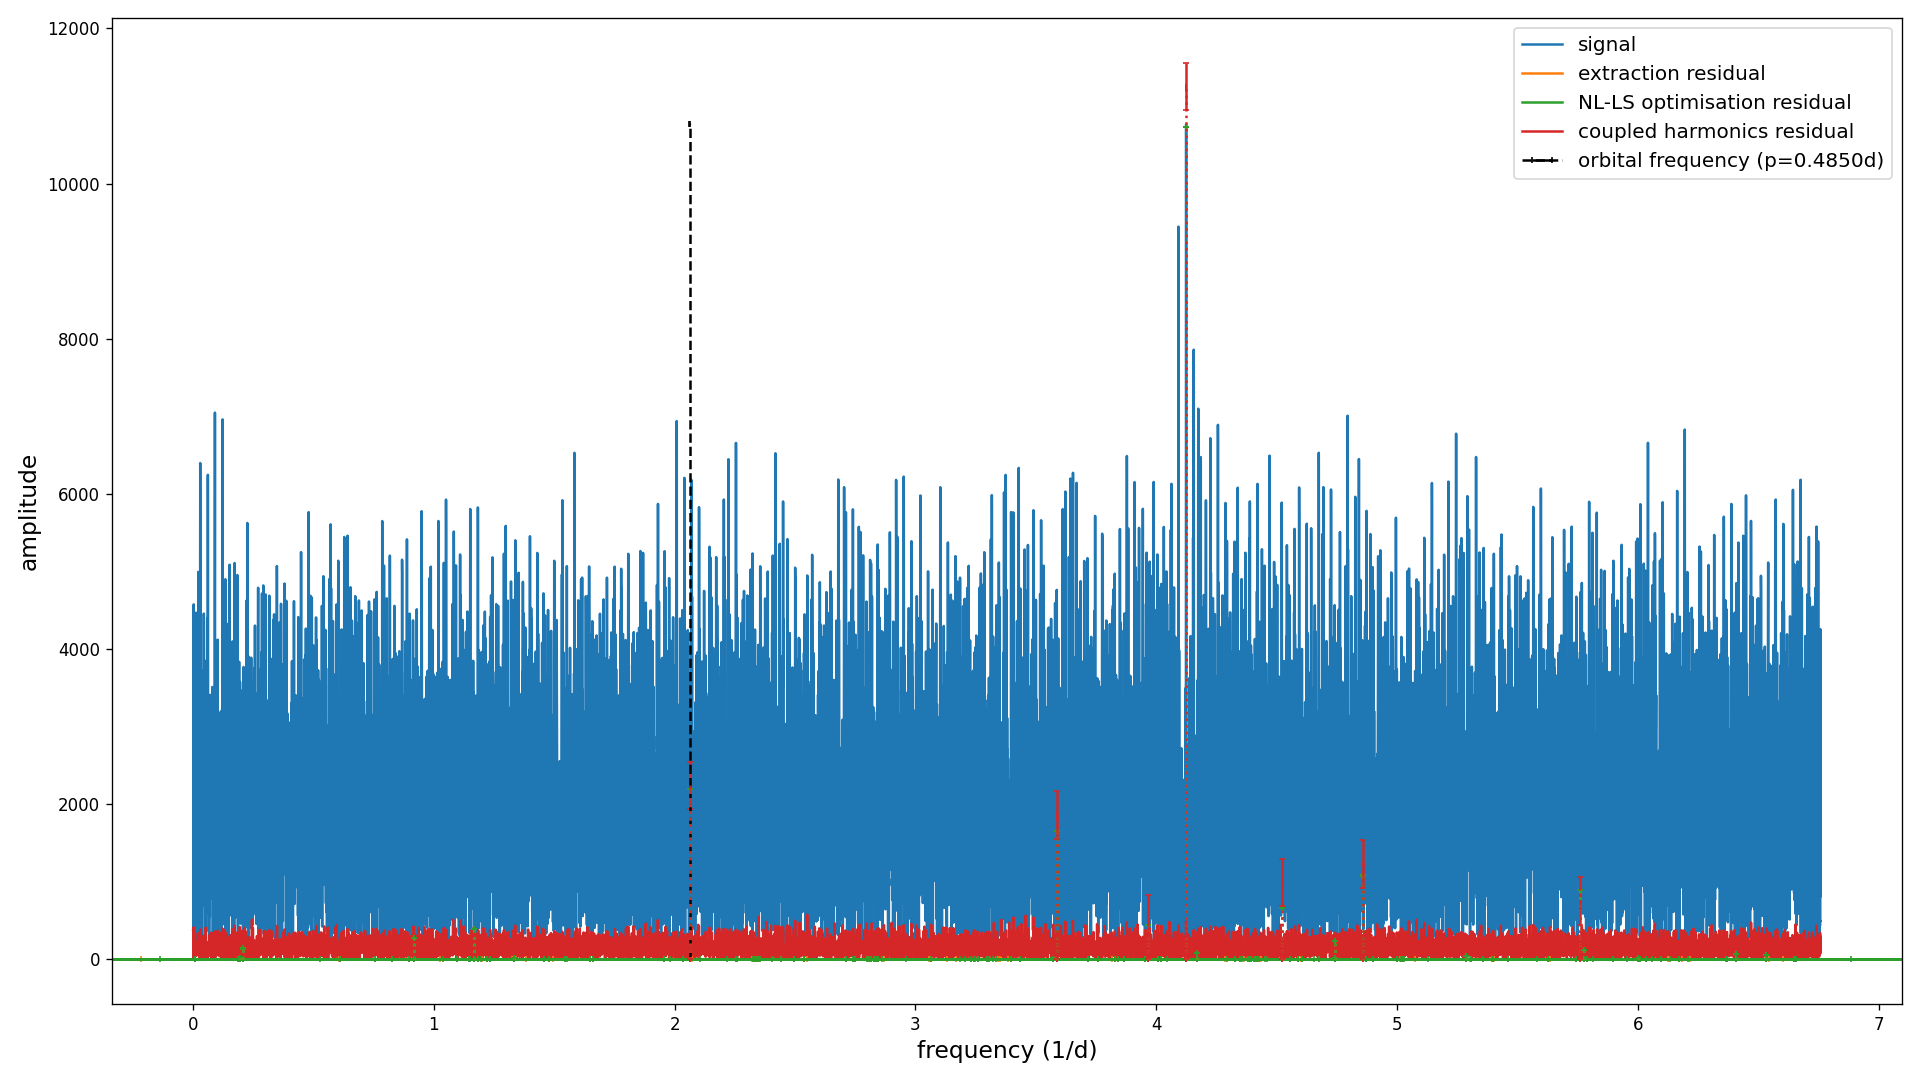 12000
10000
8000
6000
4000
2000
0
amplitude
signal
extraction residual
NL-LS optimisation residual
coupled harmonics residual
orbital frequency (p=0.4850d)
0 1 2 3 4 5 6 7
frequency (1/d)